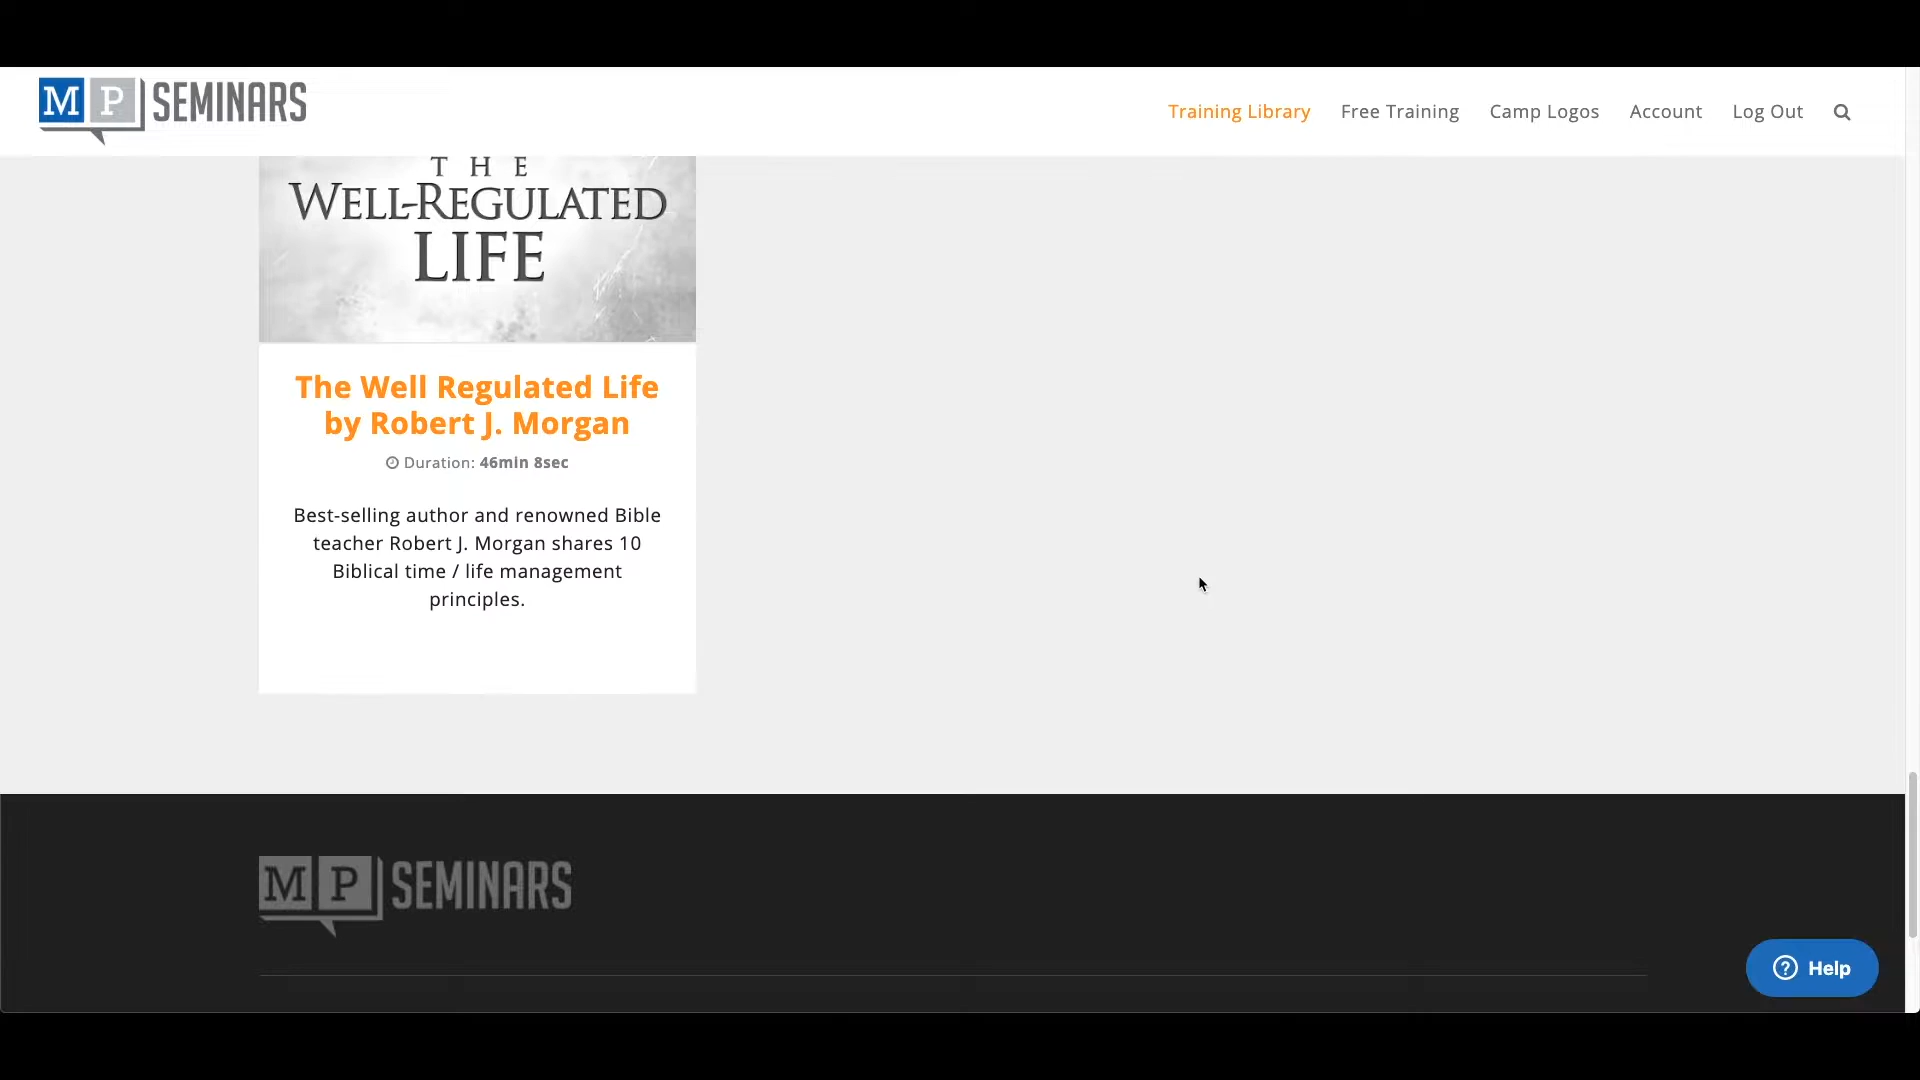 MP SEMINARS
Training Library Free Training Camp Logos Account Log Out
THE
WELL-REGULATED
LIFE
The Well Regulated Life
by Robert J. Morgan
Duration: 46min 8sec
Best-selling author and renowned Bible
teacher Robert J. Morgan shares 10
Biblical time / life management
principles.
MP SEMINARS
? Help